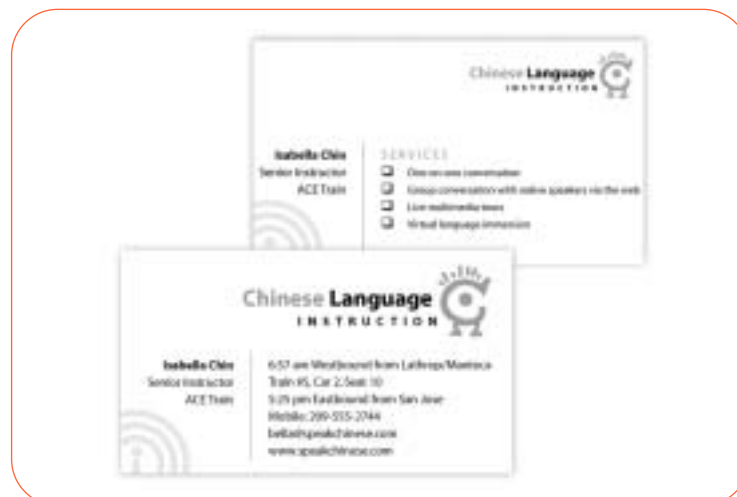 Chinese Language
INSTRUCTION
Isabella Chin
Senior Instructor
ACE Train
SERVICES
One-on-one conversation
Group conversation with native speakers via the web
Live multimedia tours
Virtual language immersion
Chinese Language
INSTRUCTION
Isabella Chin
Senior Instructor
ACE Train
6:57 am Westbound from Lathrop/Manteca
Train #5, Car 2, Seat 10
5:25 pm Eastbound from San Jose
Mobile: 209-555-2744
bella@speakchinese.com
www.speakchinese.com